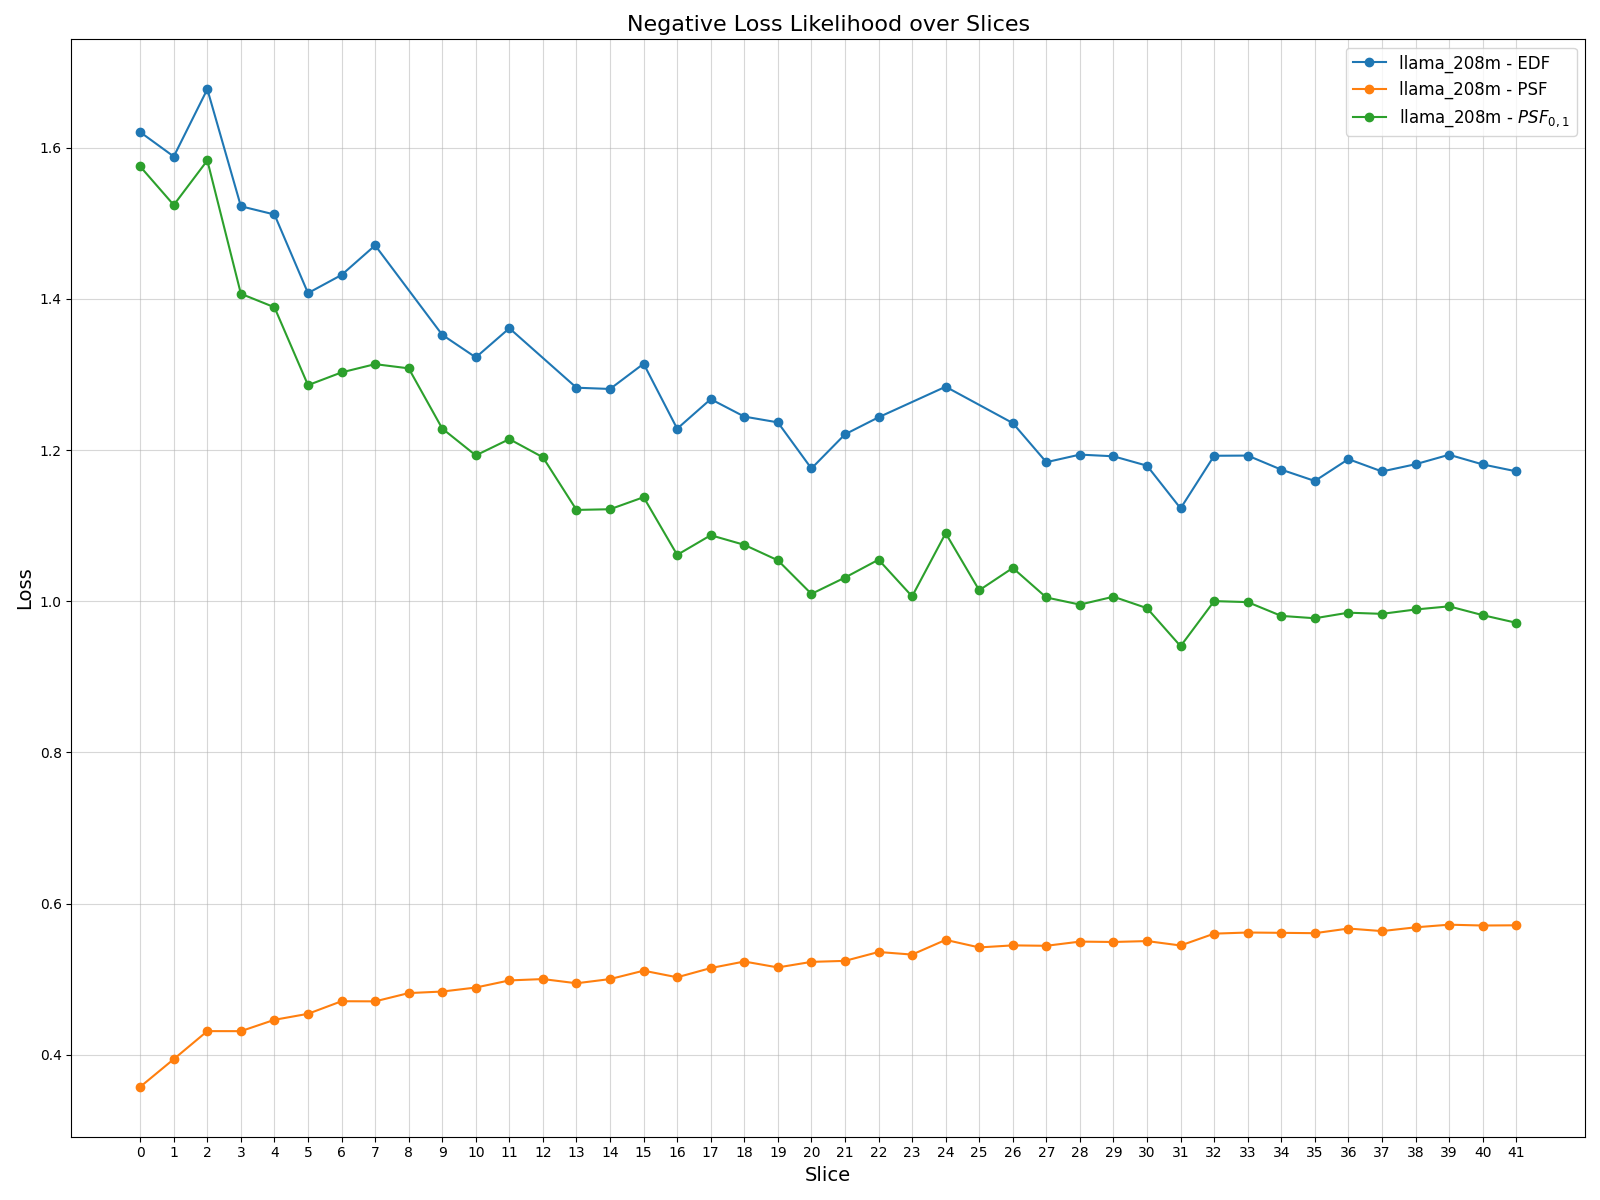 Negative Loss Likelihood over Slices
llama_208m - EDF
llama_208m - PSF
llama_208m - PSF0,1
1.6
1.4
1.2
1.0
0.8
0.6
0.4
Loss
0 1 2 3 4 5 6 7 8 9 10 11 12 13 14 15 16 17 18 19 20 21 22 23 24 25 26 27 28 29 30 31 32 33 34 35 36 37 38 39 40 41
Slice